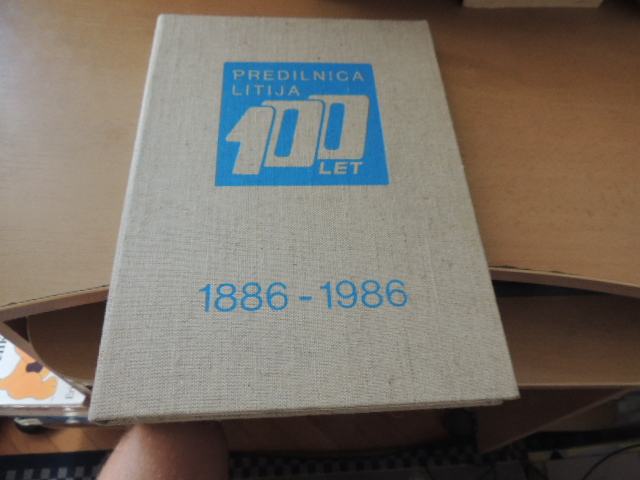 PREDILNICA
LITIJA
100
LET
1886 - 1986